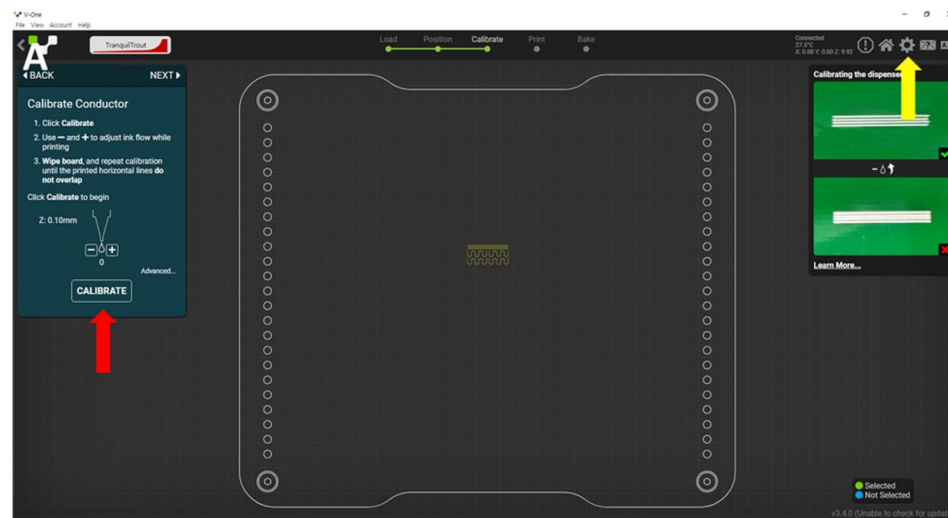 V-One
File View Account Help
TranquilTrout
Load Position Calibrate Print Bake
Connected
27.5°C
X: 0.00 Y: 0.00 Z: 9.92
A
BACK NEXT
Calibrate Conductor
1. Click Calibrate
2. Use — and + to adjust ink flow while
printing
3. Wipe board, and repeat calibration
until the printed horizontal lines do
not overlap
Click Calibrate to begin
Z: 0.10mm
0
Advanced...
CALIBRATE
Calibrating the dispenser
Learn More...
Selected
Not Selected
v3.4.0 (Unable to check for updat